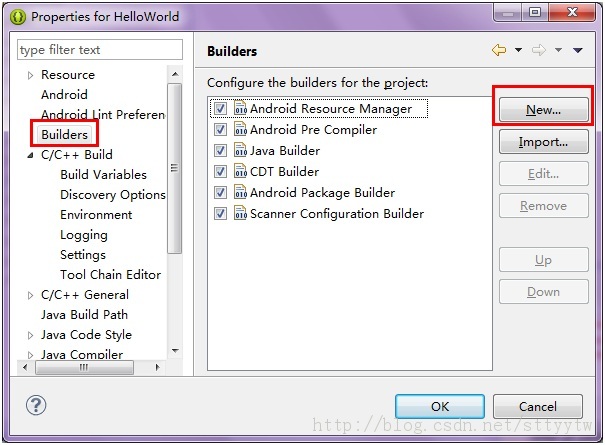 Properties for HelloWorld
type filter text
Resource
Android
Android Lint Preferen
Builders
C/C++ Build
Build Variables
Discovery Options
Environment
Logging
Settings
Tool Chain Editor
C/C++ General
Java Build Path
Java Code Style
Java Compiler
Builders
Configure the builders for the project:
Android Resource Manager
Android Pre Compiler
Java Builder
CDT Builder
Android Package Builder
Scanner Configuration Builder
New...
Import...
Edit...
Remove
Up
Down
OK
Cancel
http://blog.csdn.net/sttyytw